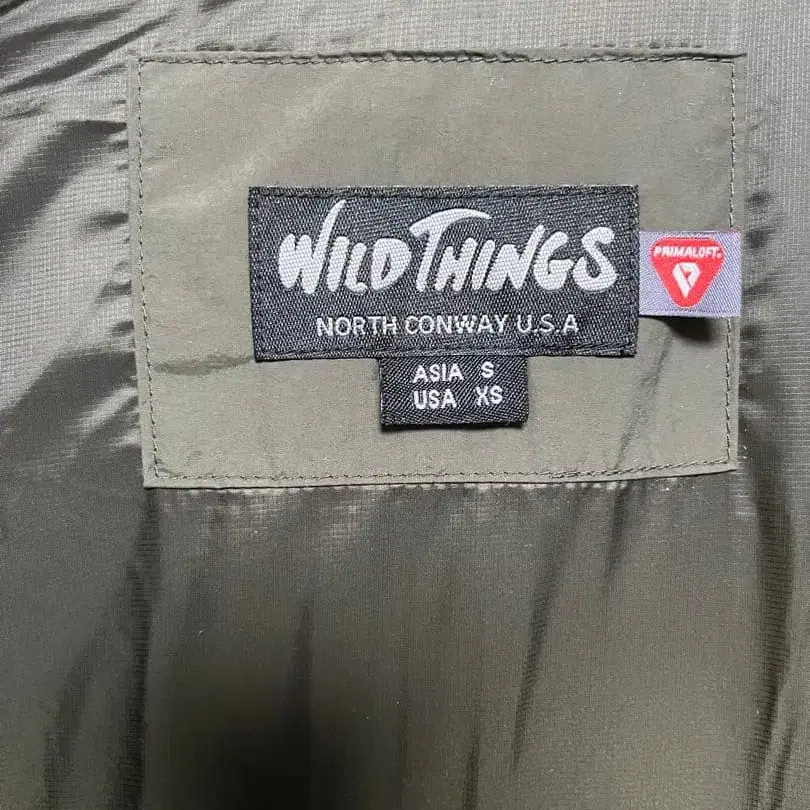 WILD THINGS
NORTH CONWAY U.S.A
PRIMALOFT®
ASIA S
USA XS